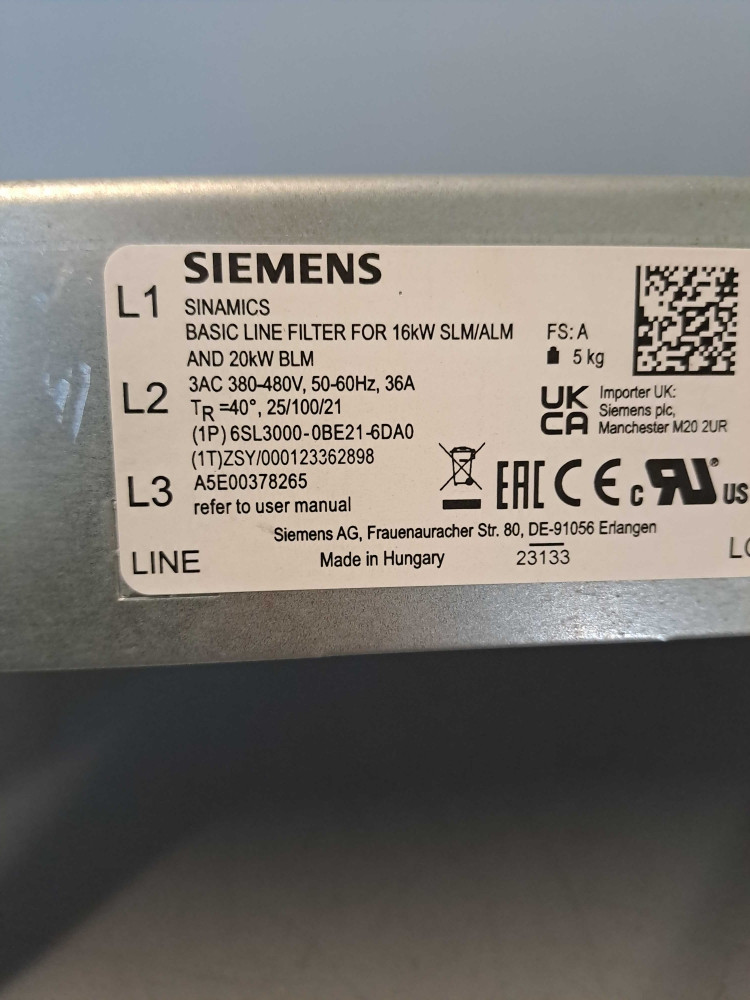 SIEMENS
L1
SINAMICS
BASIC LINE FILTER FOR 16kW SLM/ALM
AND 20kW BLM
FS: A
5 kg
L2
3AC 380-480V, 50-60Hz, 36A
TR =40°, 25/100/21
(1P) 6SL3000-0BE21-6DA0
(1T)ZSY/000123362898
UK
CA
Importer UK:
Siemens plc,
Manchester M20 2UR
L3
A5E00378265
refer to user manual
EAC CE c RU ® US
Siemens AG, Frauenauracher Str. 80, DE-91056 Erlangen
LINE
Made in Hungary
23133